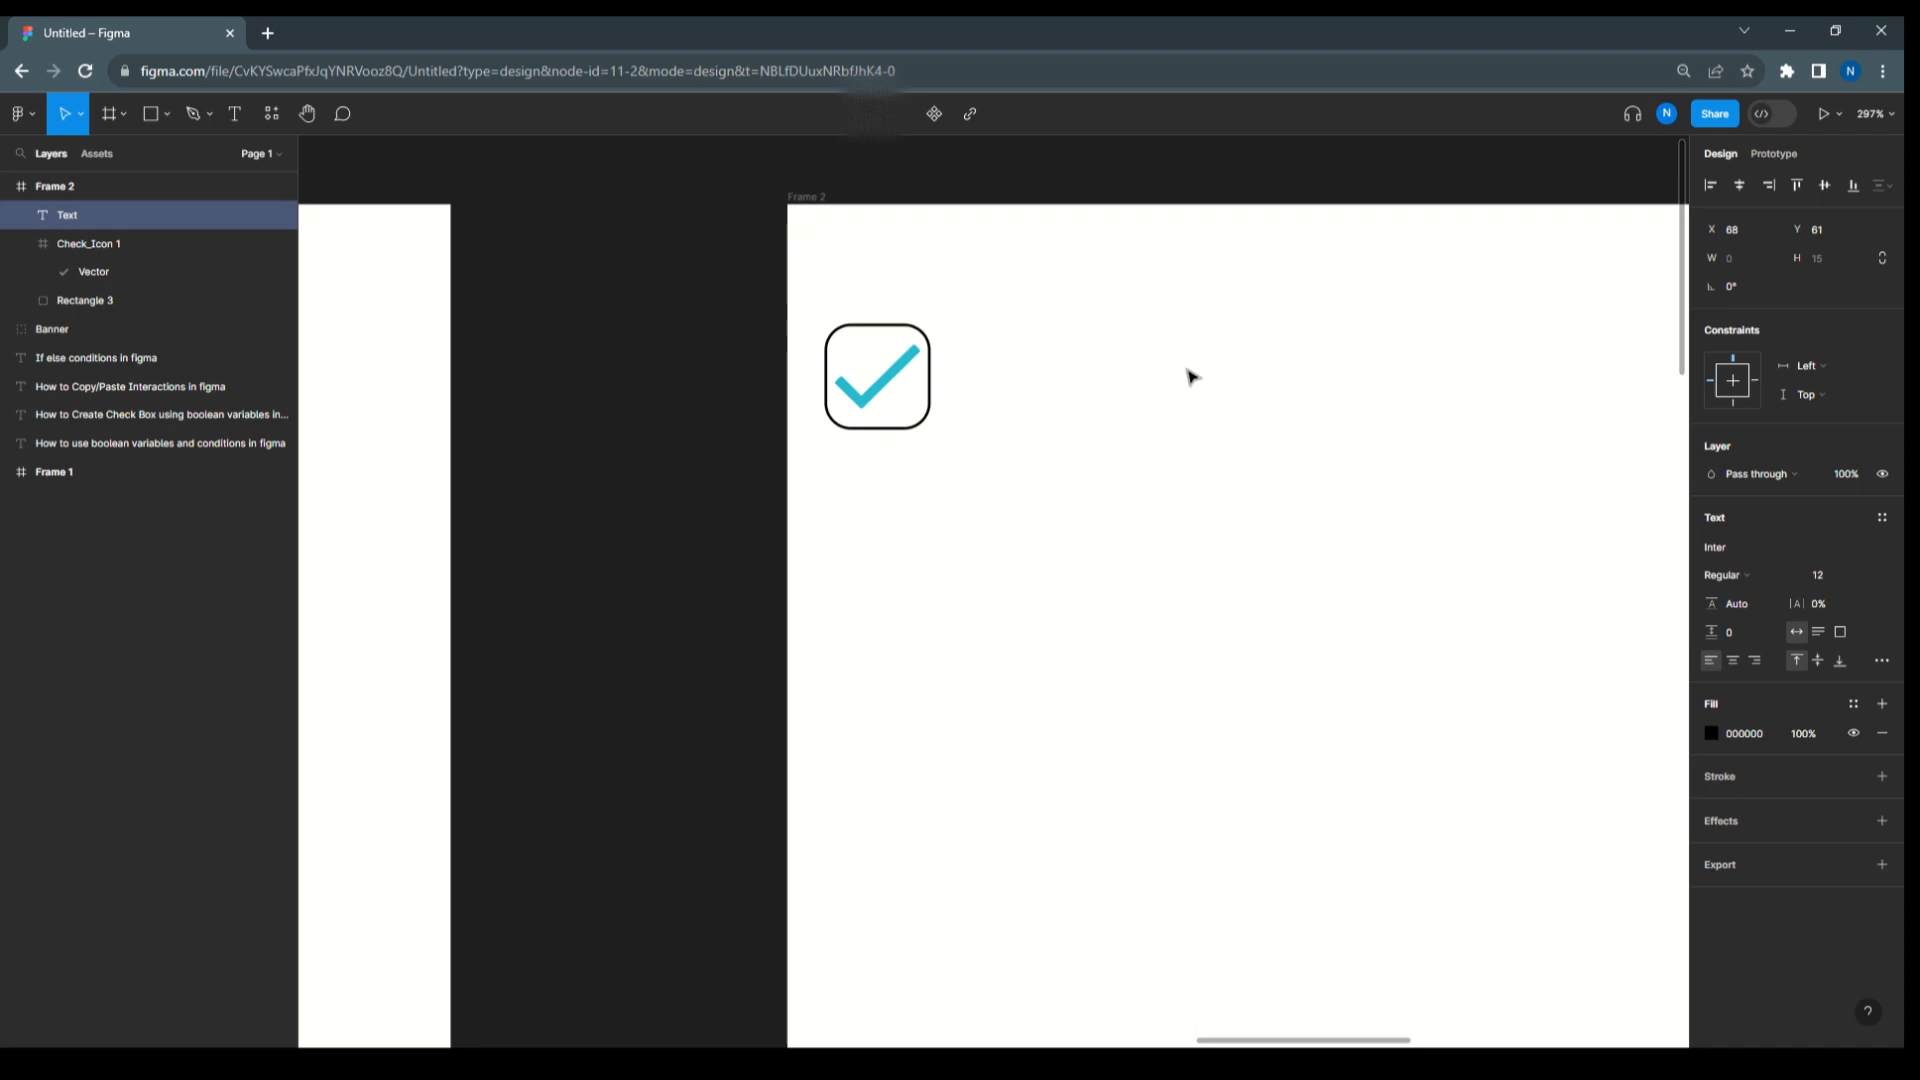 Untitled – Figma
figma.com/file/CvKYSwcaPfxJqYNRVooz8Q/Untitled?type=design&node-id=11-2&mode=design&t=NBLfDUuxNRbfJhK4-0
N
N
Share
297%
Layers
Assets
Page 1
Frame 2
Text
Check_Icon 1
Vector
Rectangle 3
Banner
If else conditions in figma
How to Copy/Paste Interactions in figma
How to Create Check Box using boolean variables in...
How to use boolean variables and conditions in figma
Frame 1
Frame 2
Design
Prototype
X 68
Y 61
W 0
H 15
0°
Constraints
Left
Top
Layer
Pass through
100%
Text
Inter
Regular
12
Auto
|A| 0%
0
Fill
000000
100%
Stroke
Effects
Export
?